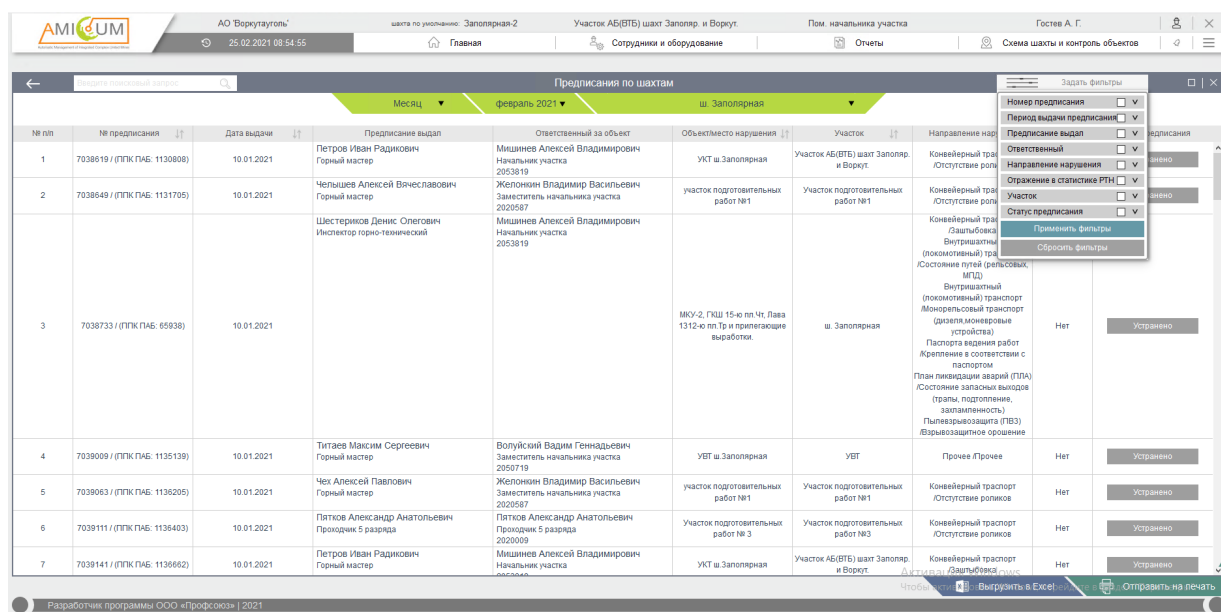 AMICUM
АО 'Воркутауголь'
шахта по умолчанию: Заполярная-2
Участок АБ(ВТБ) шахт Заполяр. и Воркут.
Пом. начальника участка
Гостев А. Г.
25.02.2021 08:54:55
Главная
Сотрудники и оборудование
Отчеты
Схема шахты и контроль объектов
Введите поисковый запрос
Предписания по шахтам
Задать фильтры
Месяц ▼
февраль 2021 ▼
ш. Заполярная ▼
Номер предписания
Период выдачи предписания
Предписание выдал
Ответственный
Направление нарушения
Отражение в статистике РТН
Участок
Статус предписания
Применить фильтры
Сбросить фильтры
№ п/п
№ предписания
Дата выдачи
Предписание выдал
Ответственный за объект
Объект/место нарушения
Участок
Направление нару
едписания
1
7038619 / (ППК ПАБ: 1130808)
10.01.2021
Петров Иван Радикович
Горный мастер
Мишинев Алексей Владимирович
Начальник участка
2053819
УКТ ш.Заполярная
Участок АБ(ВТБ) шахт Заполяр.
и Воркут.
Конвейерный тра
/Отсутствие роли
анено
2
7038649 / (ППК ПАБ: 1131705)
10.01.2021
Челышев Алексей Вячеславович
Горный мастер
Желонкин Владимир Васильевич
Заместитель начальника участка
2020587
участок подготовительных
работ №1
Участок подготовительных
работ №1
Конвейерный тра
/Отсутствие роли
анено
3
7038733 / (ППК ПАБ: 65938)
10.01.2021
Шестериков Денис Олегович
Инспектор горно-технический
Мишинев Алексей Владимирович
Начальник участка
2053819
МКУ-2, ГКШ 15-ю пл.Чт, Лава
1312-ю пл.Тр и прилегающие
выработки.
ш. Заполярная
Конвейерный трас
/Заштыбовка
Внутришахтны
(локомотивный) тра
/Состояние путей (рельсовых,
МПД)
Внутришахтный
(локомотивный) транспорт
/Монорельсовый транспорт
(дизеля,моневровые
устройства)
Паспорта ведения работ
/Крепление в соответствии с
паспортом
План ликвидации аварий (ПЛА)
/Состояние запасных выходов
(трапы, подтопление,
захламленность)
Пылевзрывозащита (ПВЗ)
/Взрывозащитное орошение
Нет
Устранено
4
7039009 / (ППК ПАБ: 1135139)
10.01.2021
Титаев Максим Сергеевич
Горный мастер
Волуйский Вадим Геннадьевич
Заместитель начальника участка
2050719
УВТ ш.Заполярная
УВТ
Прочее /Прочее
Нет
Устранено
5
7039063 / (ППК ПАБ: 1136205)
10.01.2021
Чех Алексей Павлович
Горный мастер
Желонкин Владимир Васильевич
Заместитель начальника участка
2020587
участок подготовительных
работ №1
Участок подготовительных
работ №1
Конвейерный траспорт
/Отсутствие роликов
Нет
Устранено
6
7039111 / (ППК ПАБ: 1136403)
10.01.2021
Пятков Александр Анатольевич
Проходчик 5 разряда
Пятков Александр Анатольевич
Проходчик 5 разряда
2020009
Участок подготовительных
работ № 3
Участок подготовительных
работ №3
Конвейерный траспорт
/Отсутствие роликов
Нет
Устранено
7
7039141 / (ППК ПАБ: 1136662)
10.01.2021
Петров Иван Радикович
Горный мастер
Мишинев Алексей Владимирович
Начальник участка
УКТ ш.Заполярная
Участок АБ(ВТБ) шахт Заполяр.
и Воркут.
Конвейерный траспорт
/Заштыбовка
Нет
Устранено
Выгрузить в Excel
Отправить на печать
Разработчик программы ООО «Профсоюз» | 2021